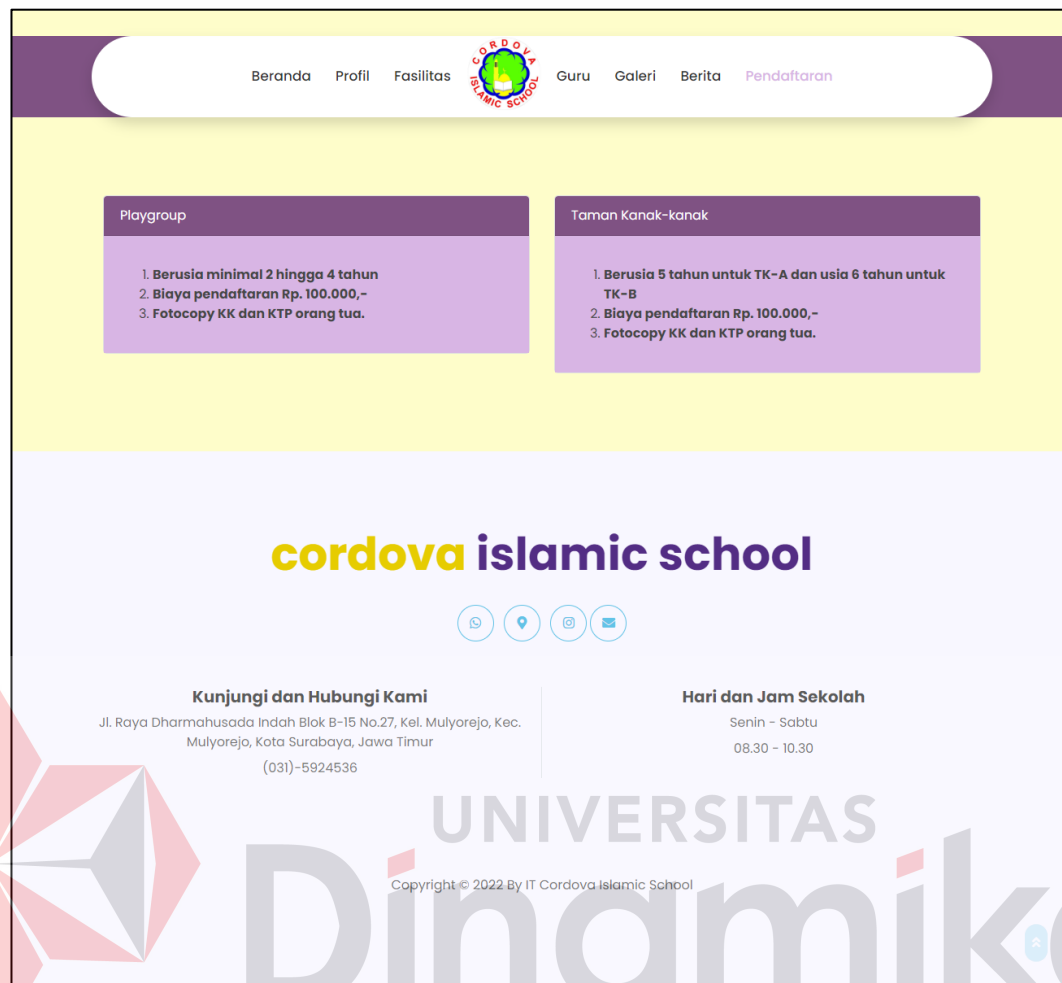 Beranda Profil Fasilitas CORDOVA ISLAMIC SCHOOL Guru Galeri Berita Pendaftaran
Playgroup
1. Berusia minimal 2 hingga 4 tahun
2. Biaya pendaftaran Rp. 100.000,-
3. Fotocopy KK dan KTP orang tua.
Taman Kanak-kanak
1. Berusia 5 tahun untuk TK-A dan usia 6 tahun untuk
TK-B
2. Biaya pendaftaran Rp. 100.000,-
3. Fotocopy KK dan KTP orang tua.
cordova islamic school
Kunjungi dan Hubungi Kami
Jl. Raya Dharmahusada Indah Blok B-15 No.27, Kel. Mulyorejo, Kec.
Mulyorejo, Kota Surabaya, Jawa Timur
(031)-5924536
Hari dan Jam Sekolah
Senin - Sabtu
08.30 - 10.30
UNIVERSITAS
Dinamika
Copyright © 2022 By IT Cordova Islamic School